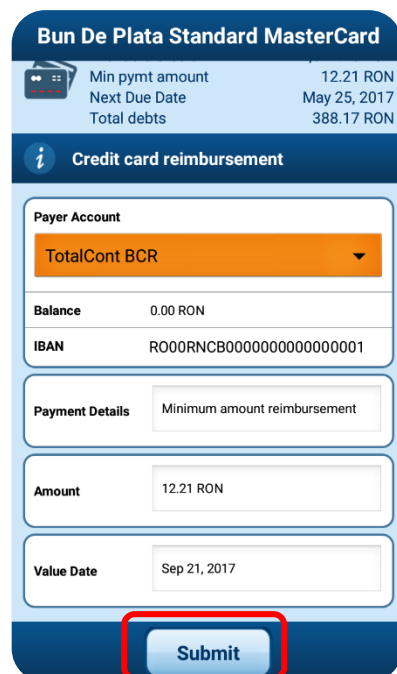 Bun De Plata Standard MasterCard
Min pymt amount 12.21 RON
Next Due Date May 25, 2017
Total debts 388.17 RON
i Credit card reimbursement
Payer Account
TotalCont BCR
Balance 0.00 RON
IBAN RO00RNCB0000000000000001
Payment Details Minimum amount reimbursement
Amount 12.21 RON
Value Date Sep 21, 2017
Submit